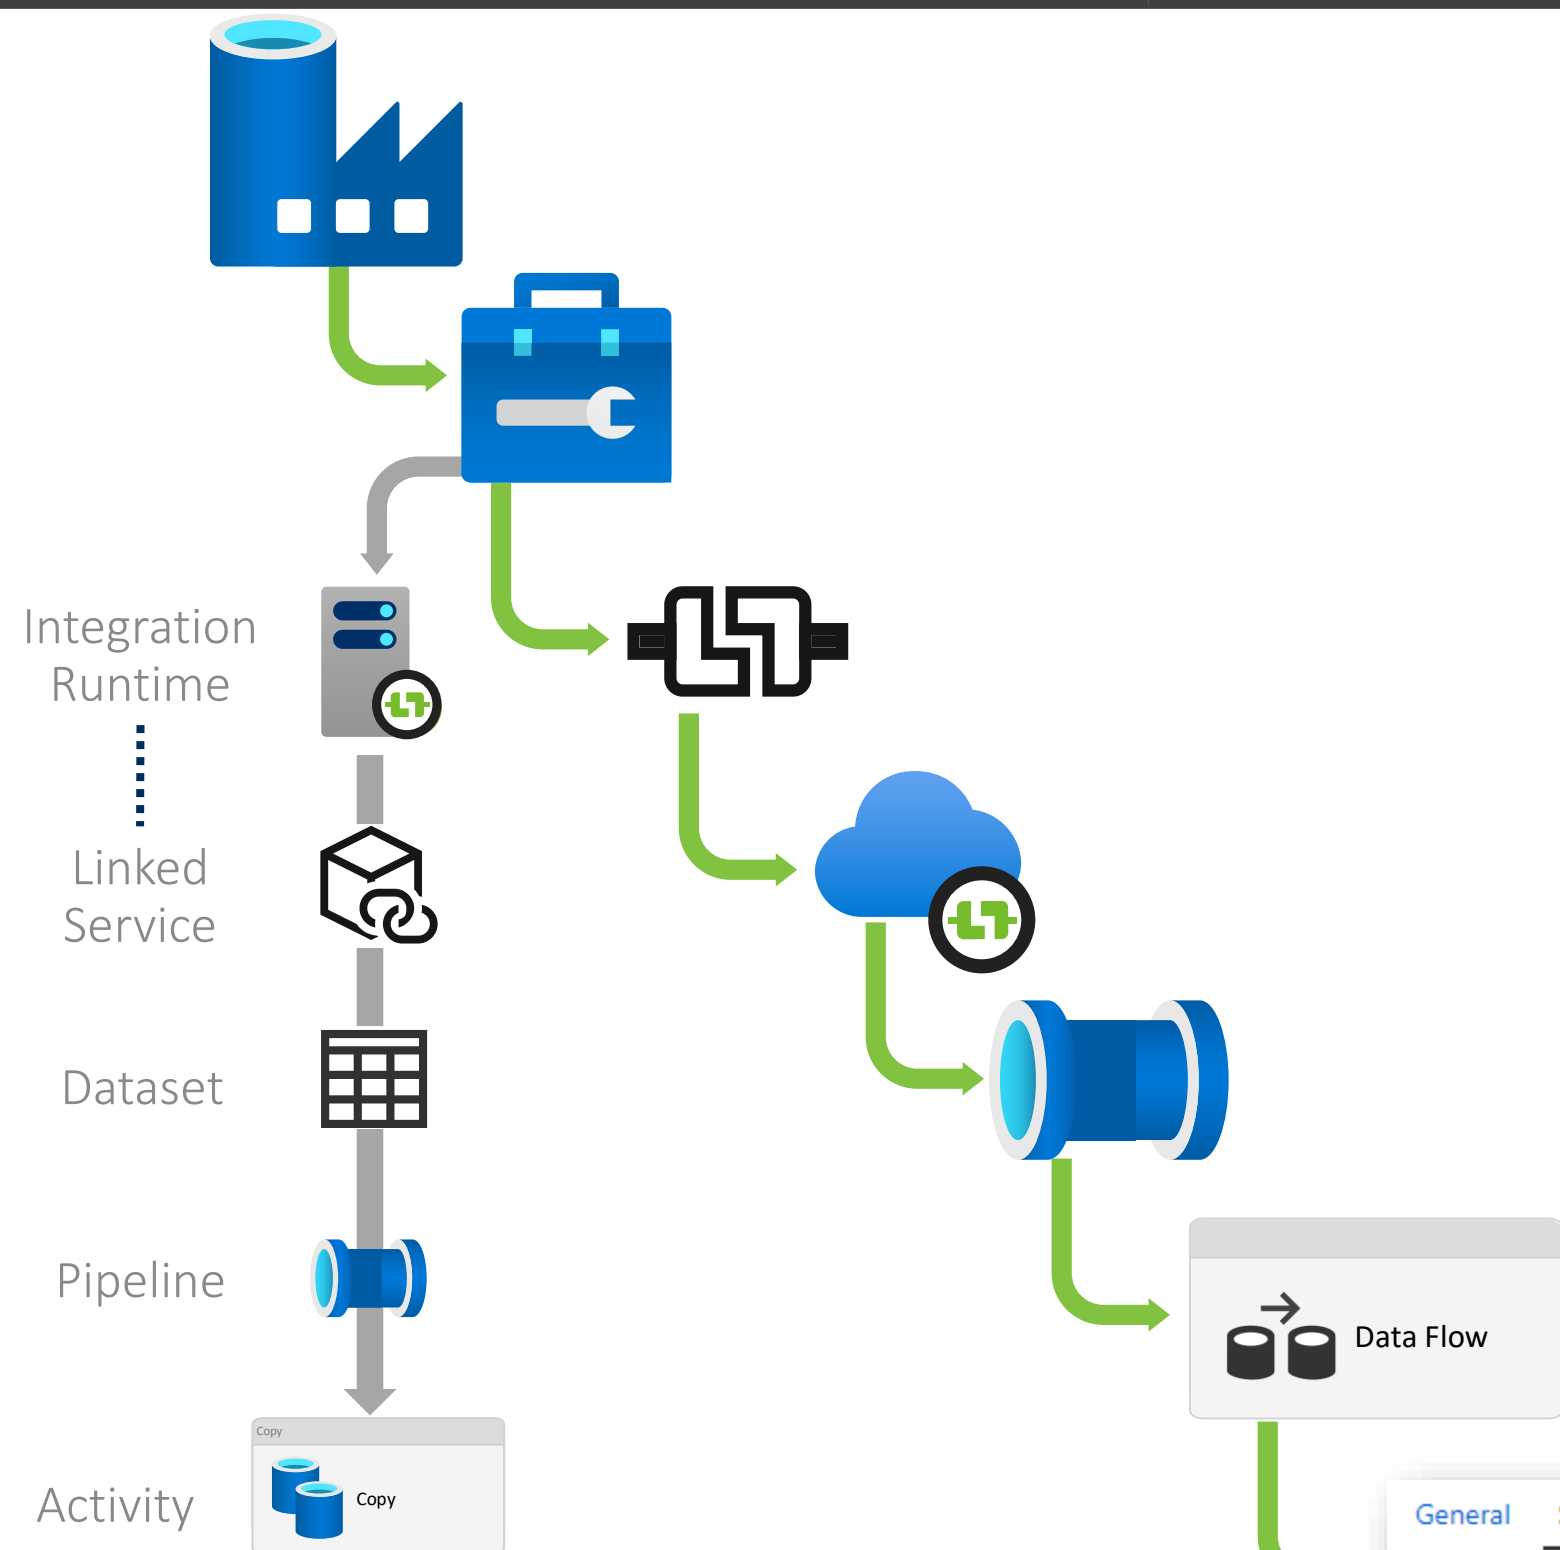 Integration
Runtime
Linked
Service
Dataset
Pipeline
Data Flow
Copy
Copy
Activity
General